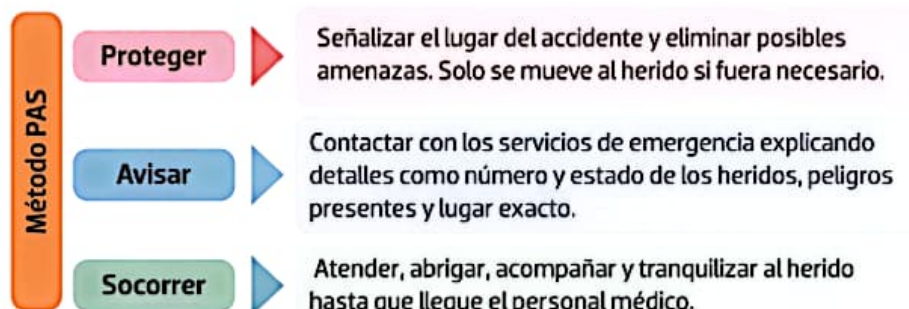 Método PAS
Proteger
Señalizar el lugar del accidente y eliminar posibles
amenazas. Solo se mueve al herido si fuera necesario.
Avisar
Contactar con los servicios de emergencia explicando
detalles como número y estado de los heridos, peligros
presentes y lugar exacto.
Socorrer
Atender, abrigar, acompañar y tranquilizar al herido
hasta que llegue el personal médico.